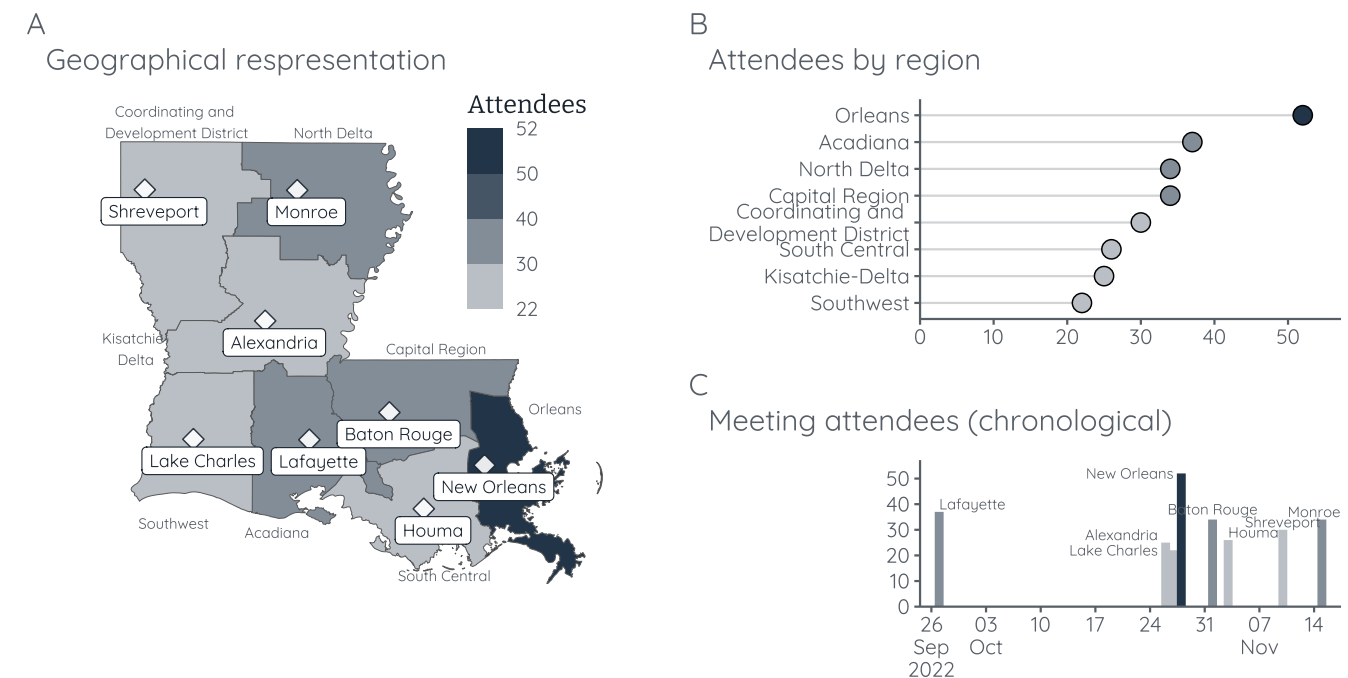 A
Geographical respresentation
Coordinating and
Development District
North Delta
Attendees
52
50
40
30
22
Shreveport
Monroe
Kisatchie
Delta
Alexandria
Capital Region
Orleans
Baton Rouge
Lake Charles
Lafayette
New Orleans
Houma
Southwest
Acadiana
South Central
B
Attendees by region
Orleans
Acadiana
North Delta
Capital Region
Coordinating and
Development District
South Central
Kisatchie-Delta
Southwest
0 10 20 30 40 50
C
Meeting attendees (chronological)
50
40
30
20
10
0
New Orleans
Lafayette
Baton Rouge
Monroe
Shreveport
Houma
Alexandria
Lake Charles
26 03 10 17 24 31 07 14
Sep Oct Nov
2022